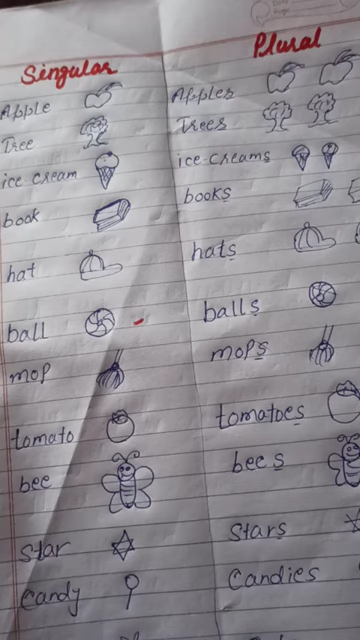 Singular Plural
Apple Apples
Tree Trees
ice cream ice-creams
book books
hat hats
ball balls
mop mops
tomato tomatoes
bee bees
Star Stars
Candy Candies